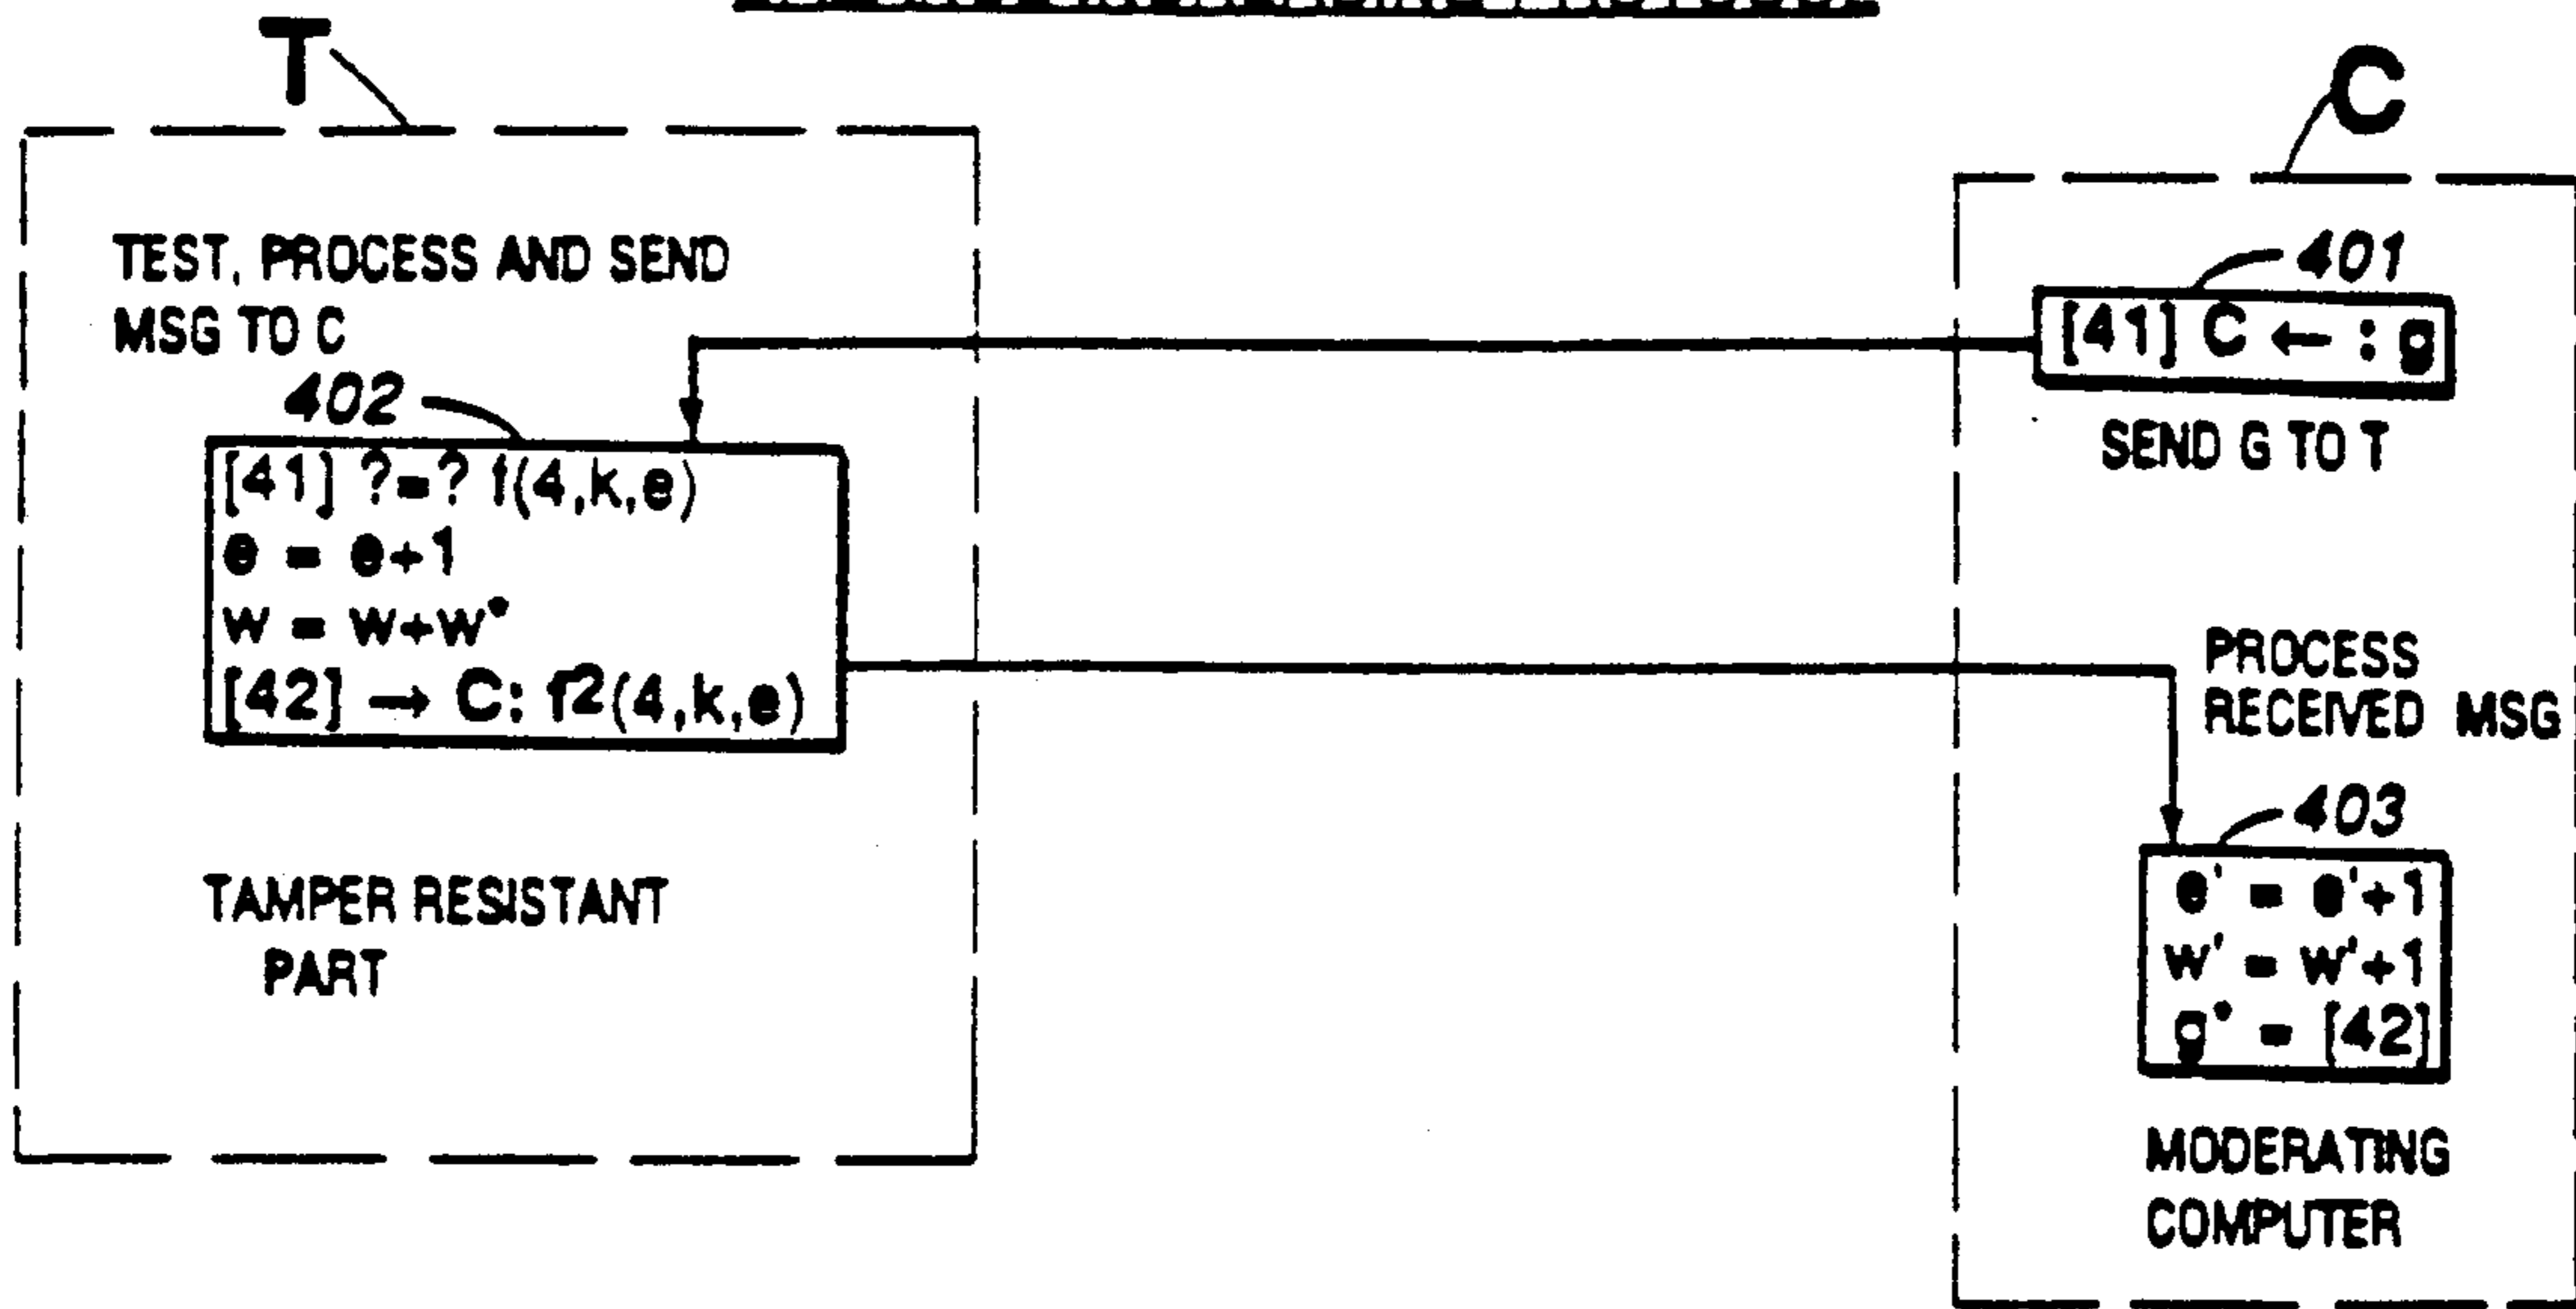 T
C
TEST, PROCESS AND SEND
MSG TO C
402
[41] ?=? f(4,k,e)
e = e+1
w = w+w•
[42] → C: f2(4,k,e)
TAMPER RESISTANT
PART
401
[41] C ← : g
SEND G TO T
PROCESS
RECEIVED MSG
403
e' = e'+1
w' = w'+1
g• = [42]
MODERATING
COMPUTER